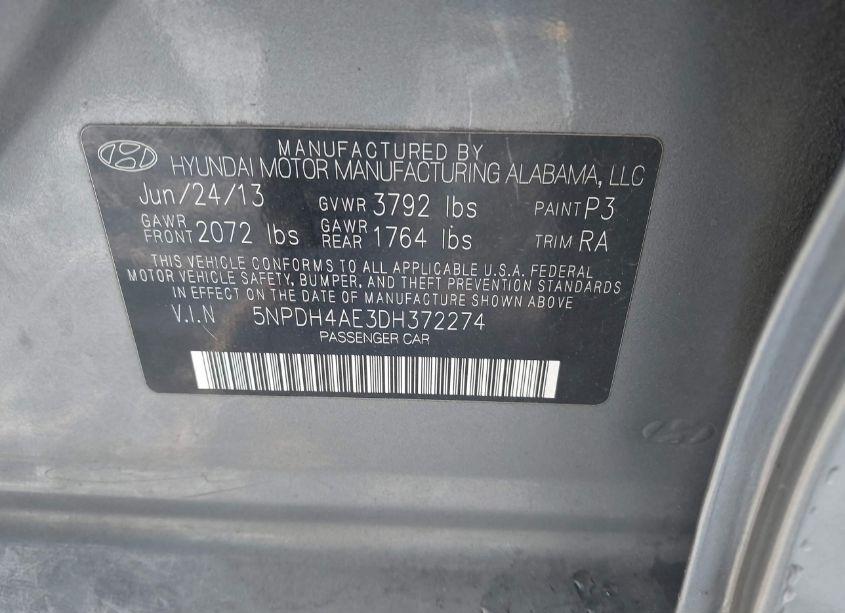 MANUFACTURED BY
HYUNDAI MOTOR MANUFACTURING ALABAMA, LLC
Jun/24/13 GVWR 3792 lbs PAINT P3
GAWR FRONT 2072 lbs GAWR REAR 1764 lbs TRIM RA
THIS VEHICLE CONFORMS TO ALL APPLICABLE U.S.A. FEDERAL
MOTOR VEHICLE SAFETY, BUMPER, AND THEFT PREVENTION STANDARDS
IN EFFECT ON THE DATE OF MANUFACTURE SHOWN ABOVE
V.I.N 5NPDH4AE3DH372274
PASSENGER CAR